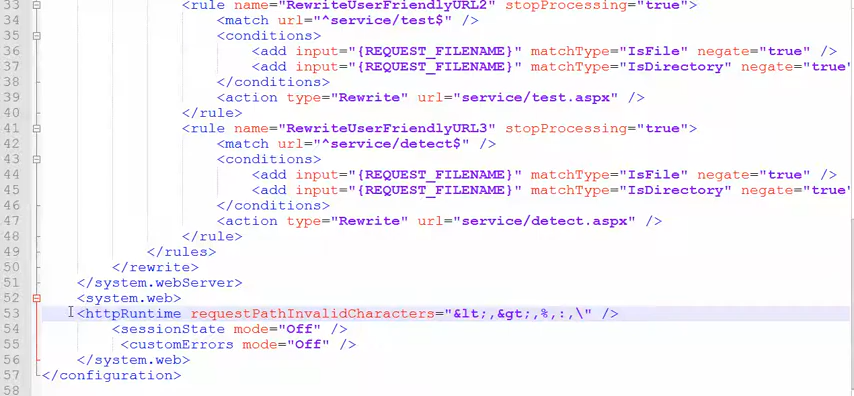 33 <rule name="RewriteUserFriendlyURL2" stopProcessing="true">
34 <match url="^service/test$" />
35 <conditions>
36 <add input="{REQUEST_FILENAME}" matchType="IsFile" negate="true" />
37 <add input="{REQUEST_FILENAME}" matchType="IsDirectory" negate="true"
38 </conditions>
39 <action type="Rewrite" url="service/test.aspx" />
40 </rule>
41 <rule name="RewriteUserFriendlyURL3" stopProcessing="true">
42 <match url="^service/detect$" />
43 <conditions>
44 <add input="{REQUEST_FILENAME}" matchType="IsFile" negate="true" />
45 <add input="{REQUEST_FILENAME}" matchType="IsDirectory" negate="true"
46 </conditions>
47 <action type="Rewrite" url="service/detect.aspx" />
48 </rule>
49 </rules>
50 </rewrite>
51 </system.webServer>
52 <system.web>
53 <httpRuntime requestPathInvalidCharacters="&lt;,&gt;,%,:,\" />
54 <sessionState mode="Off" />
55 <customErrors mode="Off" />
56 </system.web>
57 </configuration>
58